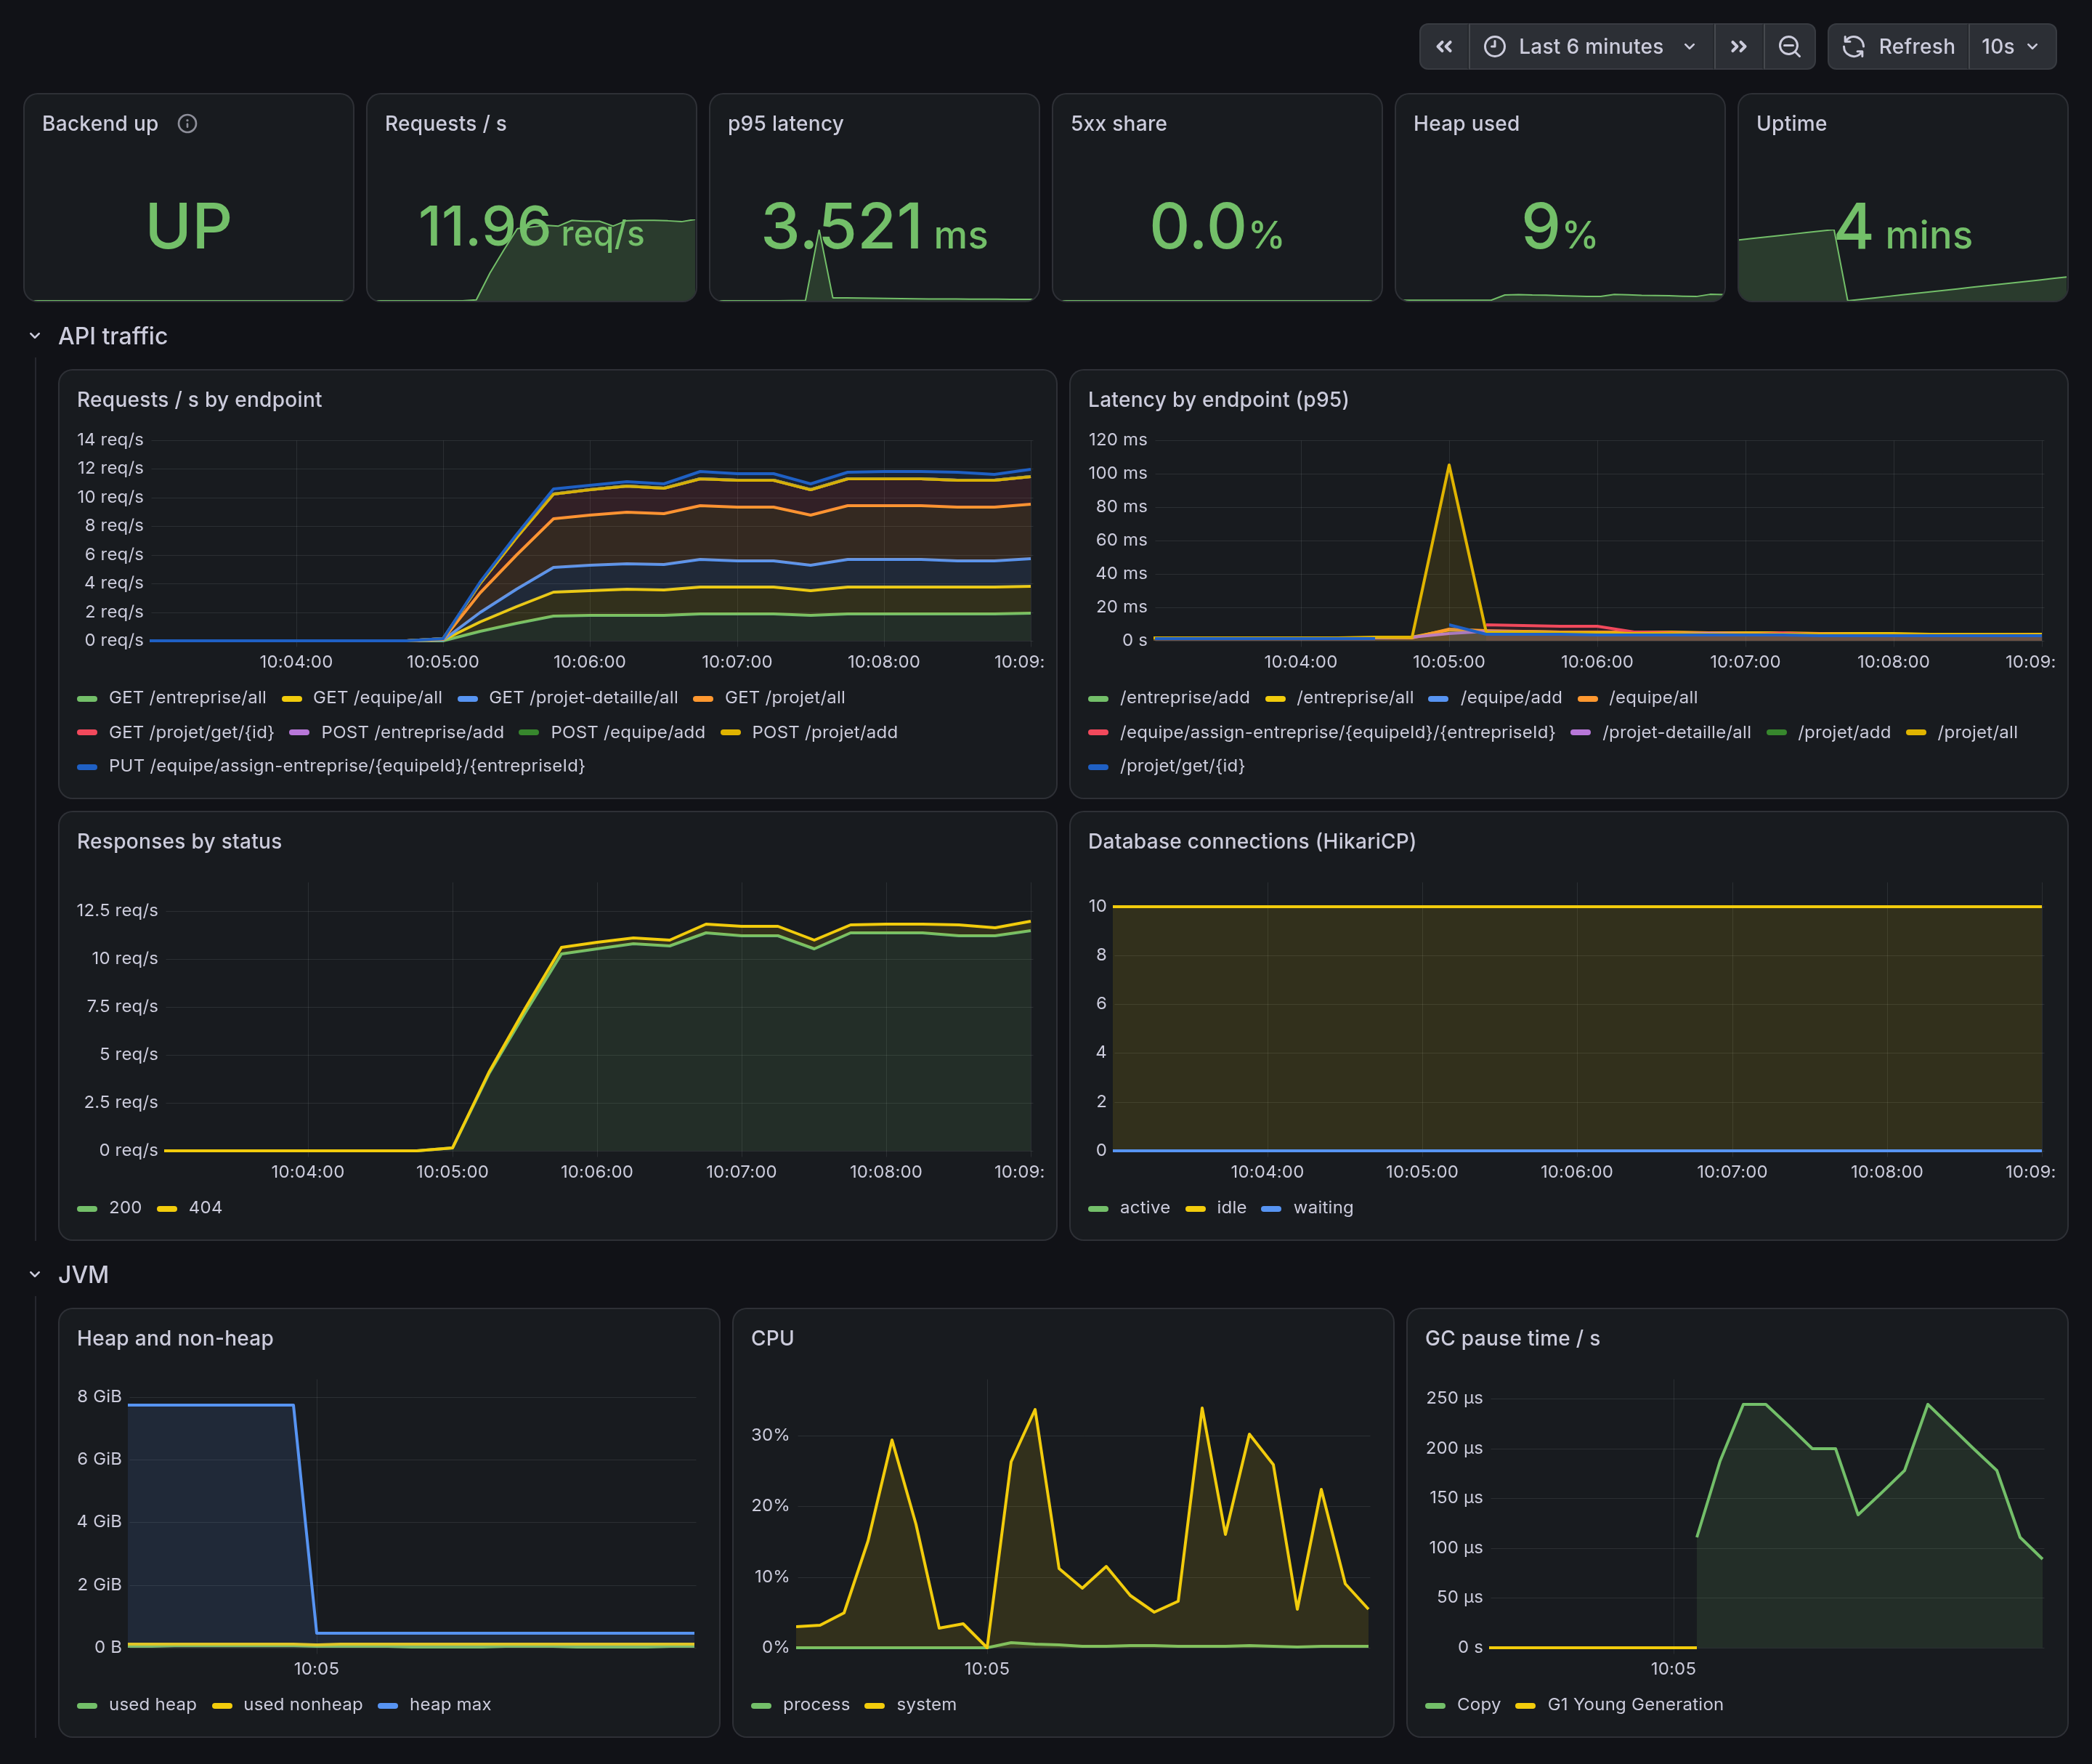 Last 6 minutes Refresh 10s
Backend up Requests / s p95 latency 5xx share Heap used Uptime
UP 11.96 req/s 3.521 ms 0.0% 9% 4 mins
API traffic
Requests / s by endpoint
14 req/s
12 req/s
10 req/s
8 req/s
6 req/s
4 req/s
2 req/s
0 req/s
10:04:00 10:05:00 10:06:00 10:07:00 10:08:00 10:09:
GET /entreprise/all GET /equipe/all GET /projet-detaille/all GET /projet/all
GET /projet/get/{id} POST /entreprise/add POST /equipe/add POST /projet/add
PUT /equipe/assign-entreprise/{equipeId}/{entrepriseId}
Latency by endpoint (p95)
120 ms
100 ms
80 ms
60 ms
40 ms
20 ms
0 s
10:04:00 10:05:00 10:06:00 10:07:00 10:08:00 10:09:
/entreprise/add /entreprise/all /equipe/add /equipe/all
/equipe/assign-entreprise/{equipeId}/{entrepriseId} /projet-detaille/all /projet/add /projet/all
/projet/get/{id}
Responses by status
12.5 req/s
10 req/s
7.5 req/s
5 req/s
2.5 req/s
0 req/s
10:04:00 10:05:00 10:06:00 10:07:00 10:08:00 10:09:
200 404
Database connections (HikariCP)
10
8
6
4
2
0
10:04:00 10:05:00 10:06:00 10:07:00 10:08:00 10:09:
active idle waiting
JVM
Heap and non-heap
8 GiB
6 GiB
4 GiB
2 GiB
0 B
10:05
used heap used nonheap heap max
CPU
30%
20%
10%
0%
10:05
process system
GC pause time / s
250 µs
200 µs
150 µs
100 µs
50 µs
0 s
10:05
Copy G1 Young Generation